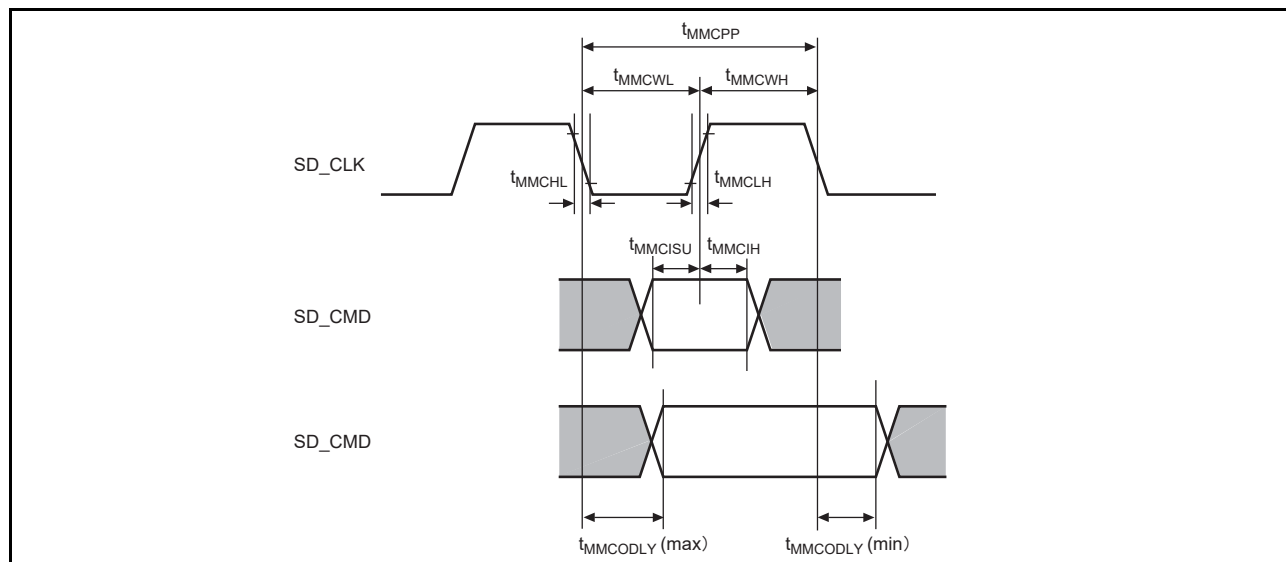 tMMCPP
tMMCWL
tMMCWH
SD_CLK
tMMCHL
tMMCLH
tMMCISU
tMMCIH
SD_CMD
SD_CMD
tMMCODLY (max）
tMMCODLY (min）